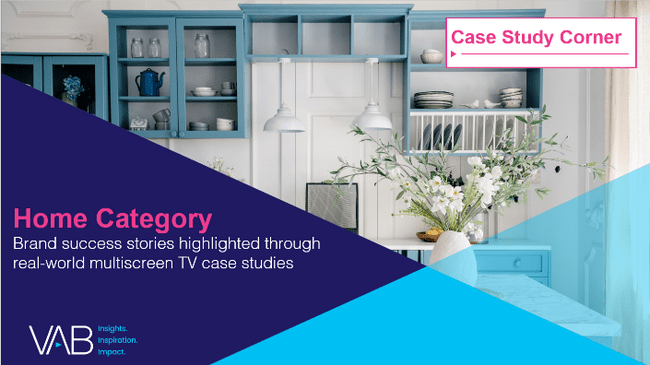 Case Study Corner
Home Category
Brand success stories highlighted through
real-world multiscreen TV case studies
VAB
Insights.
Inspiration.
Impact.